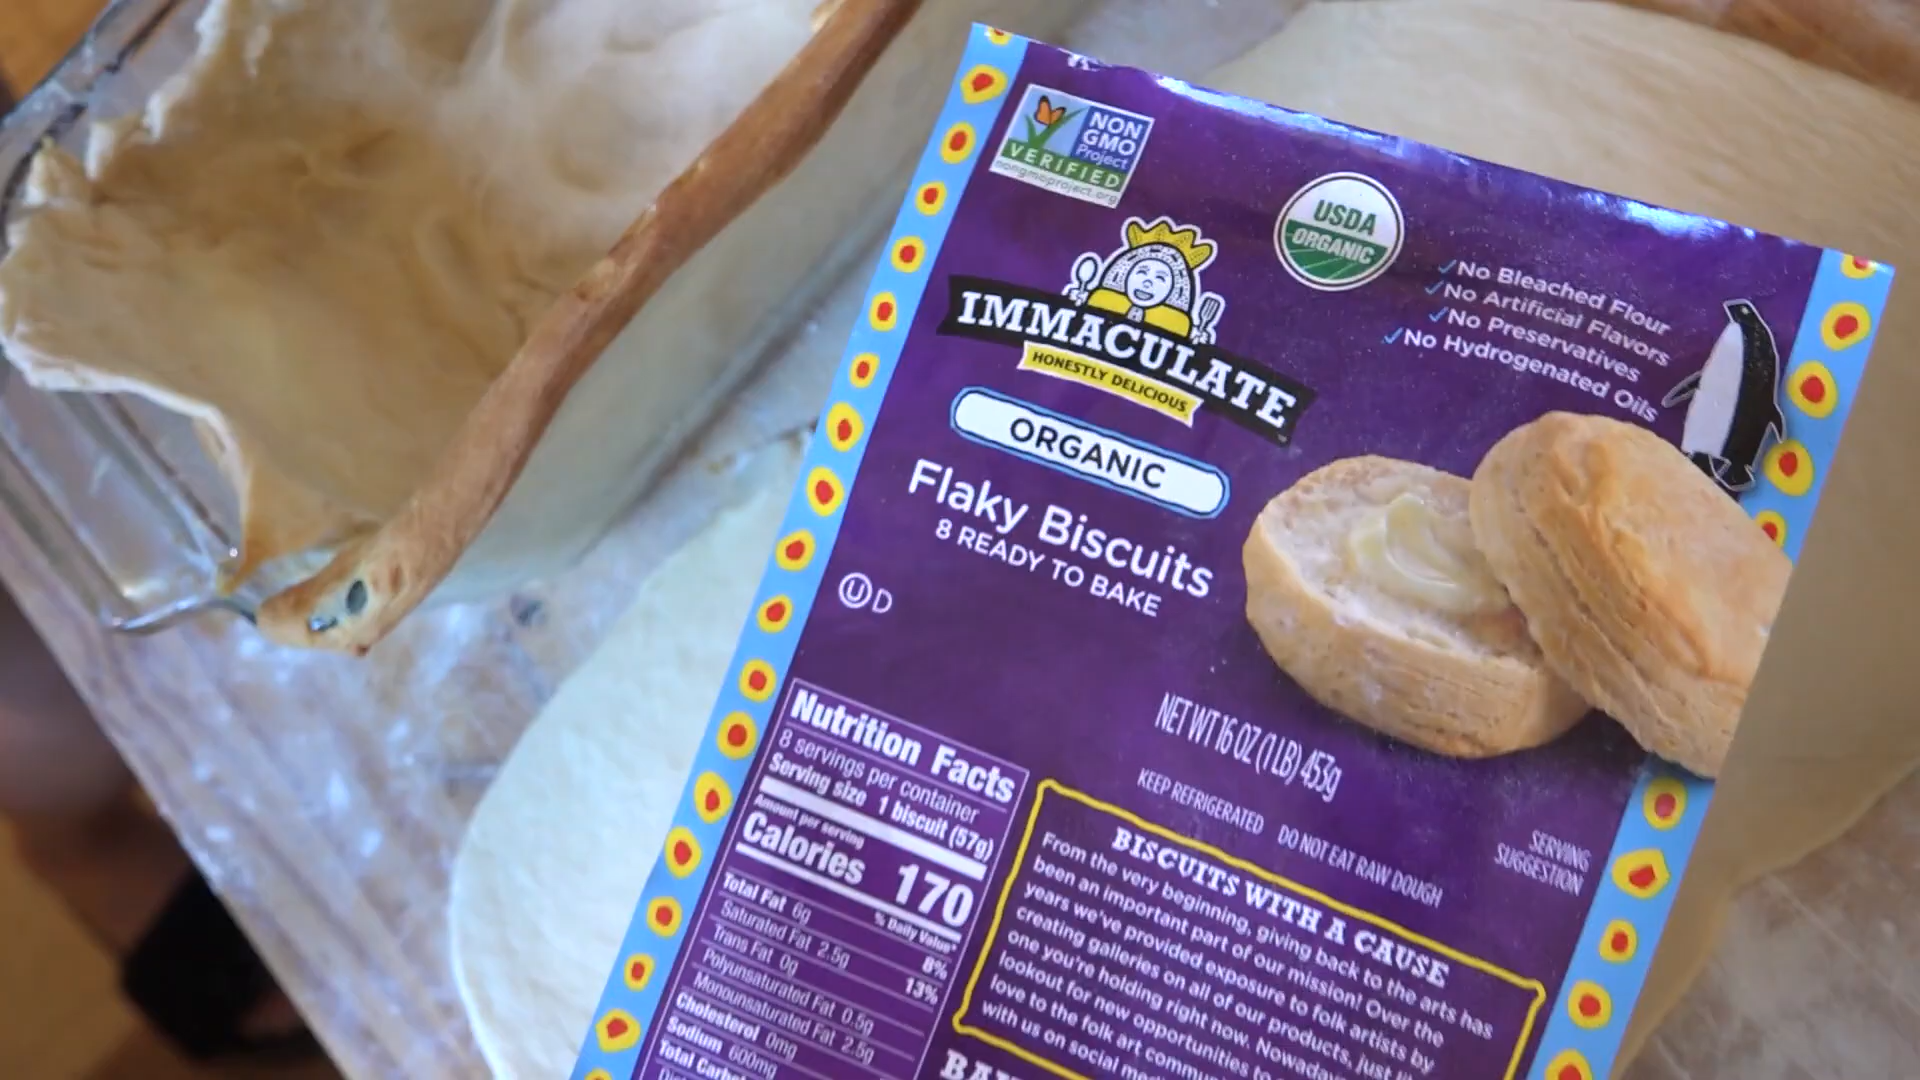 NON
GMO
Project
VERIFIED
nongmoproject.org
USDA
ORGANIC
✓No Bleached Flour
✓No Artificial Flavors
✓No Preservatives
✓No Hydrogenated Oils
IMMACULATE
HONESTLY DELICIOUS
ORGANIC
Flaky Biscuits
8 READY TO BAKE
U D
NET WT 16 OZ (1 LB) 453g
KEEP REFRIGERATED DO NOT EAT RAW DOUGH
SERVING
SUGGESTION
Nutrition Facts
8 servings per container
Serving size 1 biscuit (57g)
Amount per serving
Calories 170
% Daily Value*
Total Fat 6g 8%
Saturated Fat 2.5g 13%
Trans Fat 0g
Polyunsaturated Fat 0.5g
Monounsaturated Fat 2.5g
Cholesterol 0mg
Sodium 600mg
Total
BISCUITS WITH A CAUSE
From the very beginning, giving back to the arts has
been an important part of our mission! Over the
years we've provided exposure to folk artists by
creating galleries on all of our products, just
one you're holding right now. Nowadays
lookout for new opportunities to
love to the folk art
with us on social